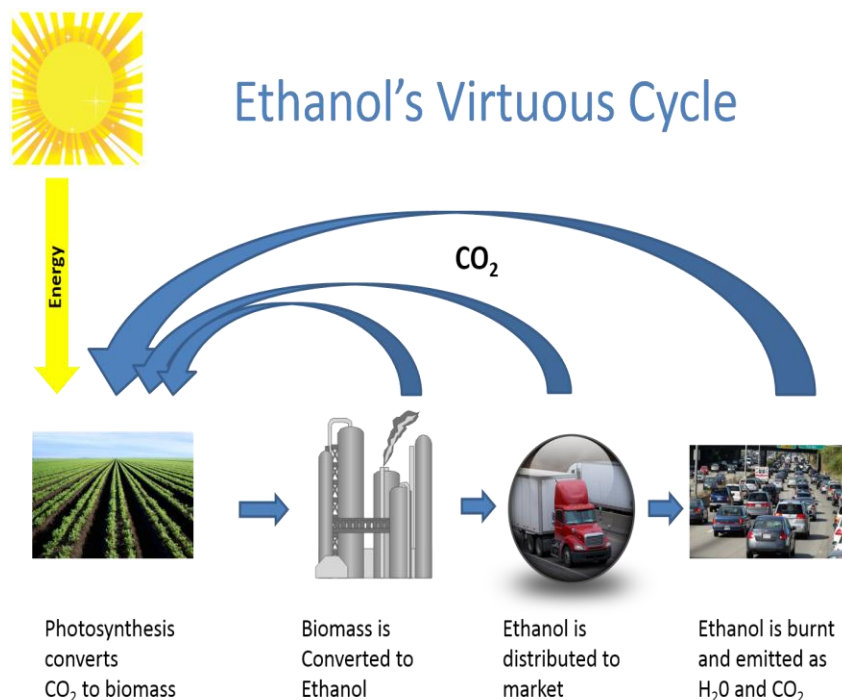 Ethanol's Virtuous Cycle
Energy
CO₂
Photosynthesis
converts
CO₂ to biomass
Biomass is
Converted to
Ethanol
Ethanol is
distributed to
market
Ethanol is burnt
and emitted as
H₂0 and CO₂